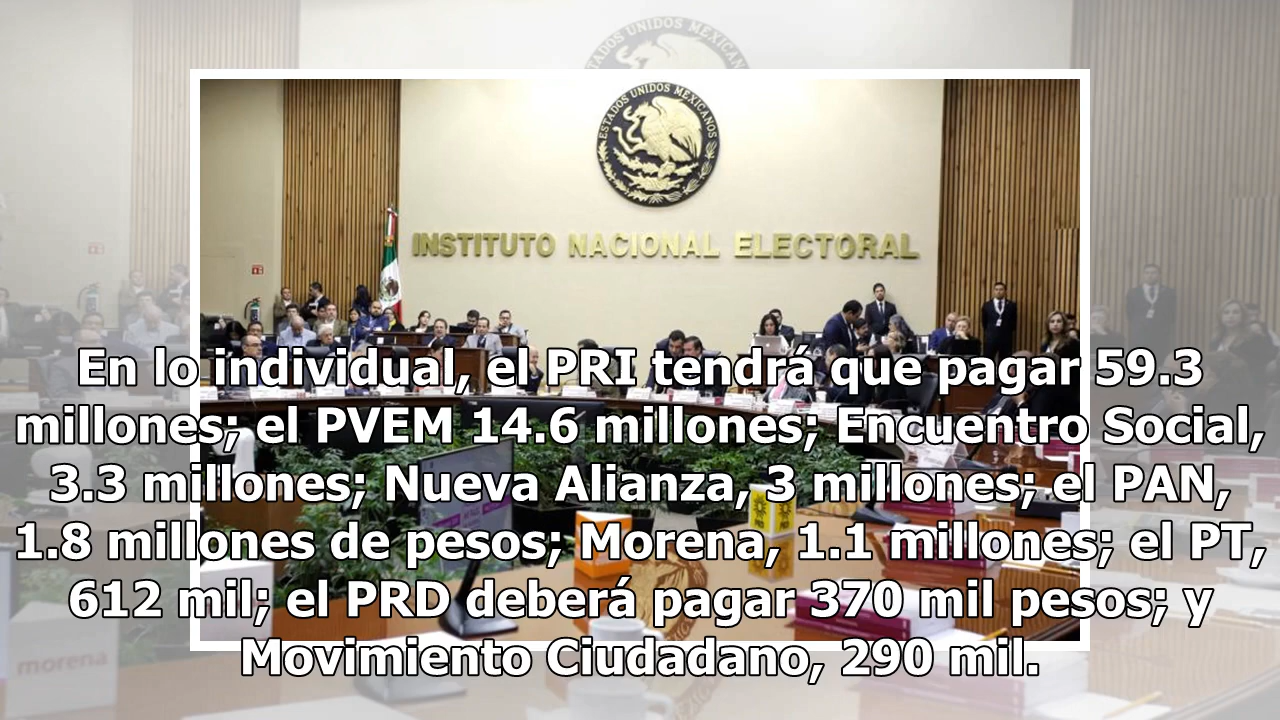 ESTADOS UNIDOS MEXICANOS
ESTADOS UNIDOS MEXICANOS
INSTITUTO NACIONAL ELECTORAL
En lo individual, el PRI tendrá que pagar 59.3
millones; el PVEM 14.6 millones; Encuentro Social,
3.3 millones; Nueva Alianza, 3 millones; el PAN,
1.8 millones de pesos; Morena, 1.1 millones; el PT,
612 mil; el PRD deberá pagar 370 mil pesos; y
Movimiento Ciudadano, 290 mil.
morena